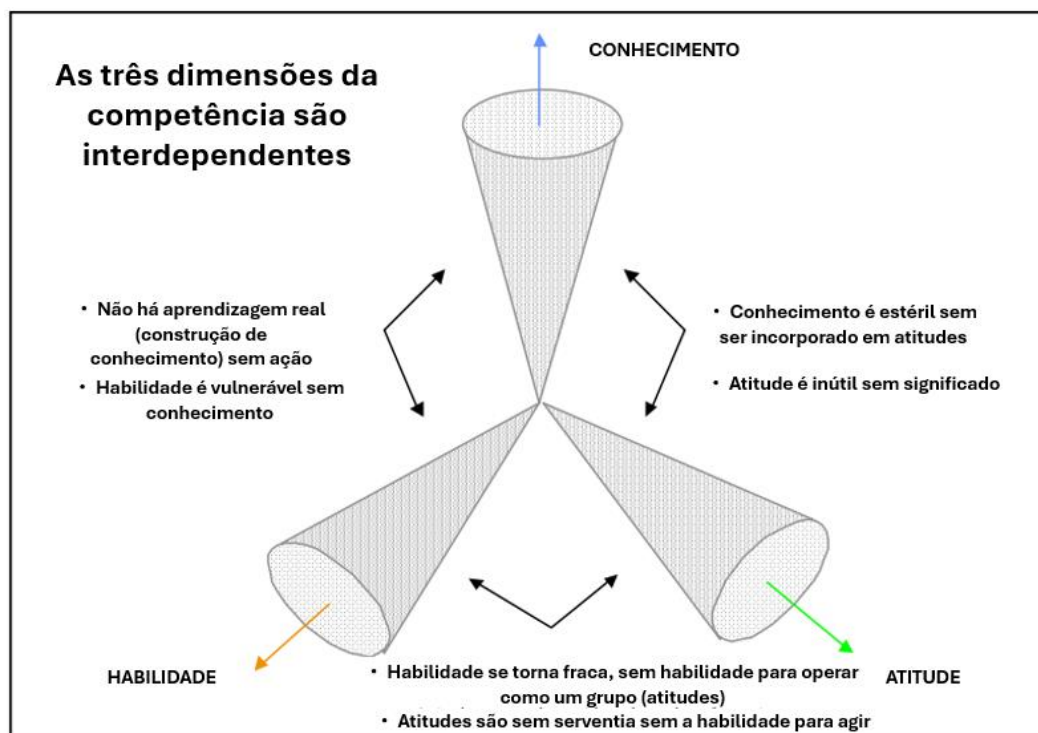 CONHECIMENTO
As três dimensões da
competência são
interdependentes
• Não há aprendizagem real
(construção de
conhecimento) sem ação
• Habilidade é vulnerável sem
conhecimento
• Conhecimento é estéril sem
ser incorporado em atitudes
• Atitude é inútil sem significado
HABILIDADE
• Habilidade se torna fraca, sem habilidade para operar
como um grupo (atitudes)
• Atitudes são sem serventia sem a habilidade para agir
ATITUDE